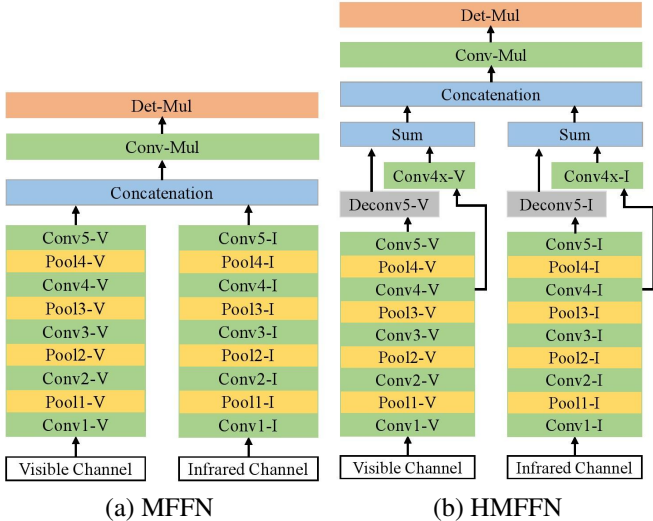 Det-Mul
Conv-Mul
Concatenation
Conv5-V
Pool4-V
Conv4-V
Pool3-V
Conv3-V
Pool2-V
Conv2-V
Pool1-V
Conv1-V
Visible Channel
Conv5-I
Pool4-I
Conv4-I
Pool3-I
Conv3-I
Pool2-I
Conv2-I
Pool1-I
Conv1-I
Infrared Channel
(a) MFFN
Det-Mul
Conv-Mul
Concatenation
Sum
Conv4x-V
Deconv5-V
Conv5-V
Pool4-V
Conv4-V
Pool3-V
Conv3-V
Pool2-V
Conv2-V
Pool1-V
Conv1-V
Visible Channel
Sum
Conv4x-I
Deconv5-I
Conv5-I
Pool4-I
Conv4-I
Pool3-I
Conv3-I
Pool2-I
Conv2-I
Pool1-I
Conv1-I
Infrared Channel
(b) HMFFN